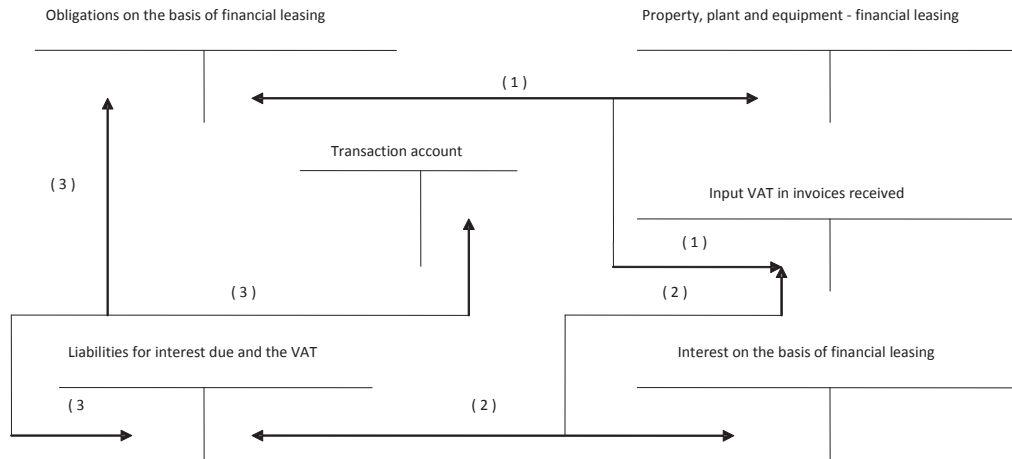 Obligations on the basis of financial leasing
Property, plant and equipment - financial leasing
( 1 )
Transaction account
( 3 )
Input VAT in invoices received
( 1 )
( 3 )
( 2 )
Liabilities for interest due and the VAT
Interest on the basis of financial leasing
( 3
( 2 )